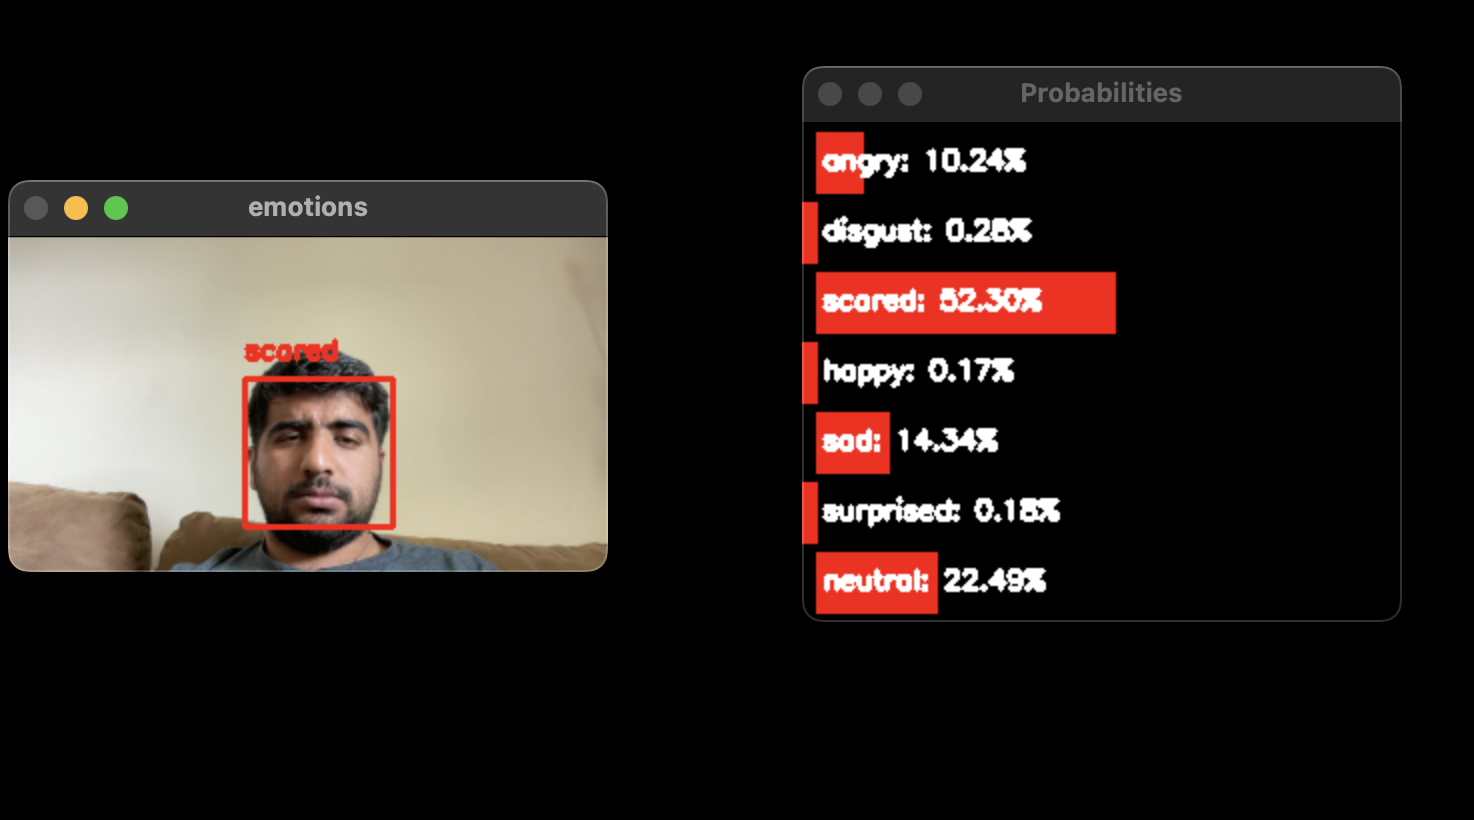 emotions
scared
Probabilities
angry: 10.24%
disgust: 0.28%
scared: 52.30%
happy: 0.17%
sad: 14.34%
surprised: 0.18%
neutral: 22.49%